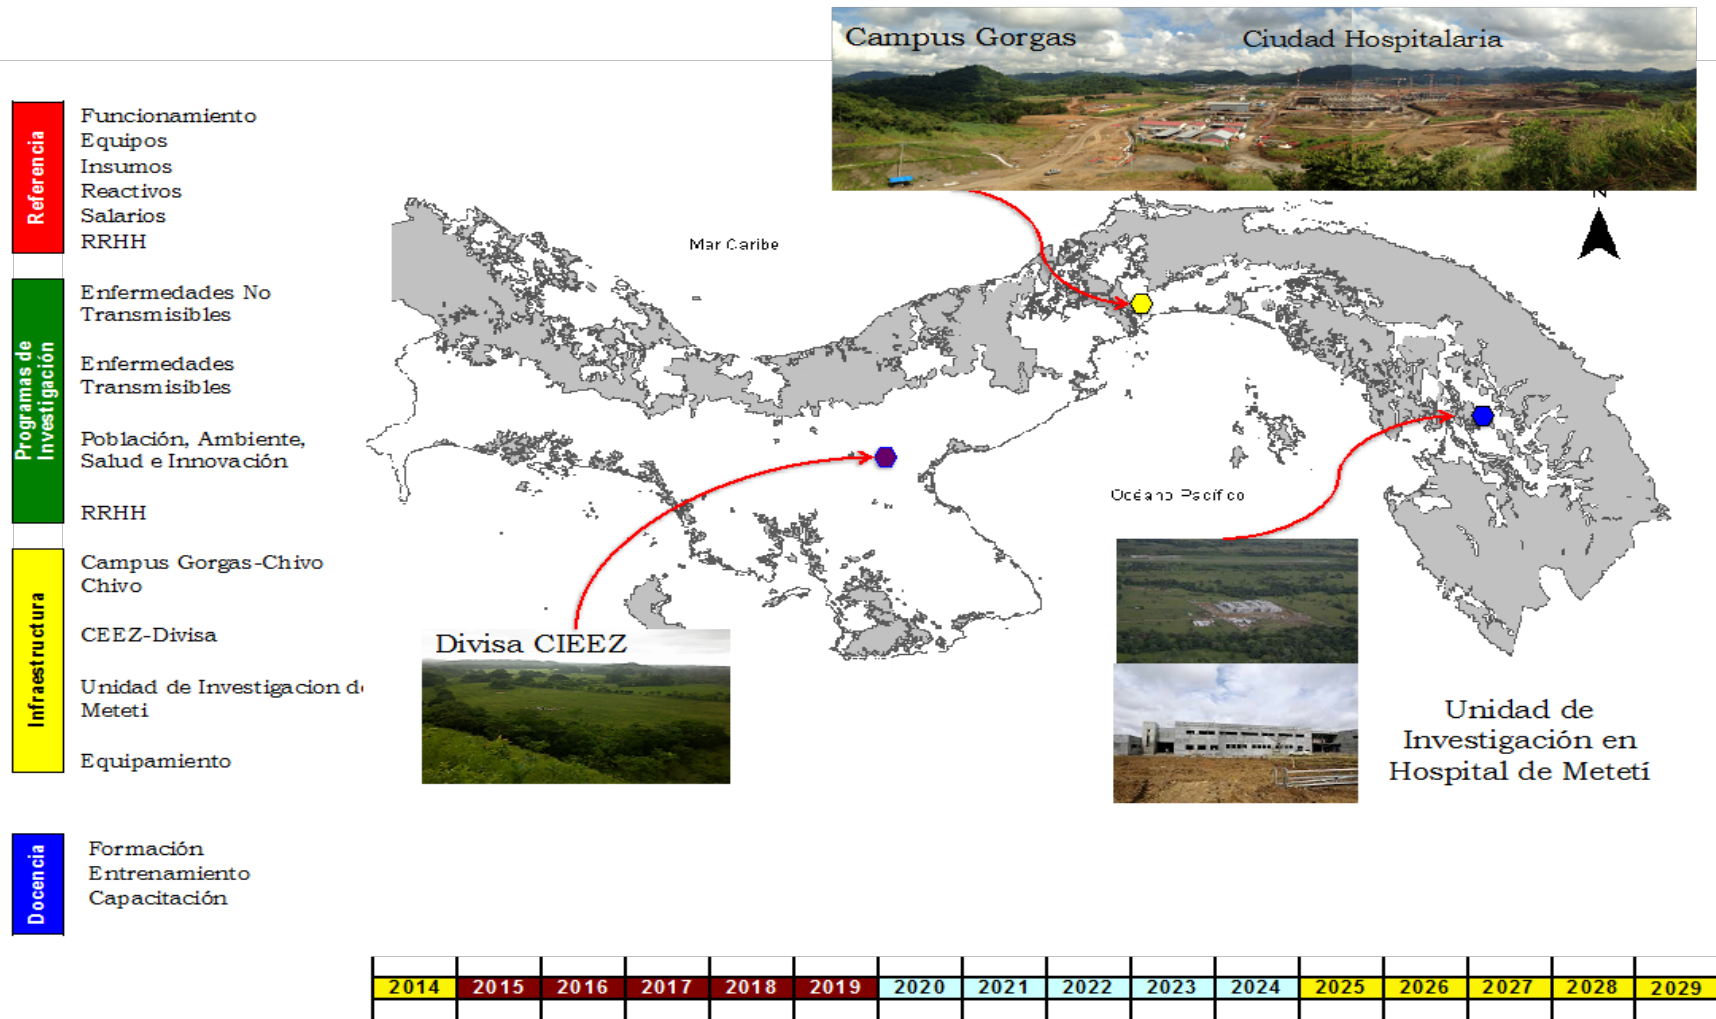 Campus Gorgas
Ciudad Hospitalaria
Referencia
Funcionamiento
Equipos
Insumos
Reactivos
Salarios
RRHH
Programas de
Investigación
Enfermedades No
Transmisibles
Enfermedades
Transmisibles
Población, Ambiente,
Salud e Innovación
RRHH
Infraestructura
Campus Gorgas-Chivo
Chivo
CEEZ-Divisa
Unidad de Investigacion de
Meteti
Equipamiento
Docencia
Formación
Entrenamiento
Capacitación
Mar Caribe
N
Océano Pacífico
Divisa CIEEZ
Unidad de
Investigación en
Hospital de Metetí
2014 2015 2016 2017 2018 2019 2020 2021 2022 2023 2024 2025 2026 2027 2028 2029